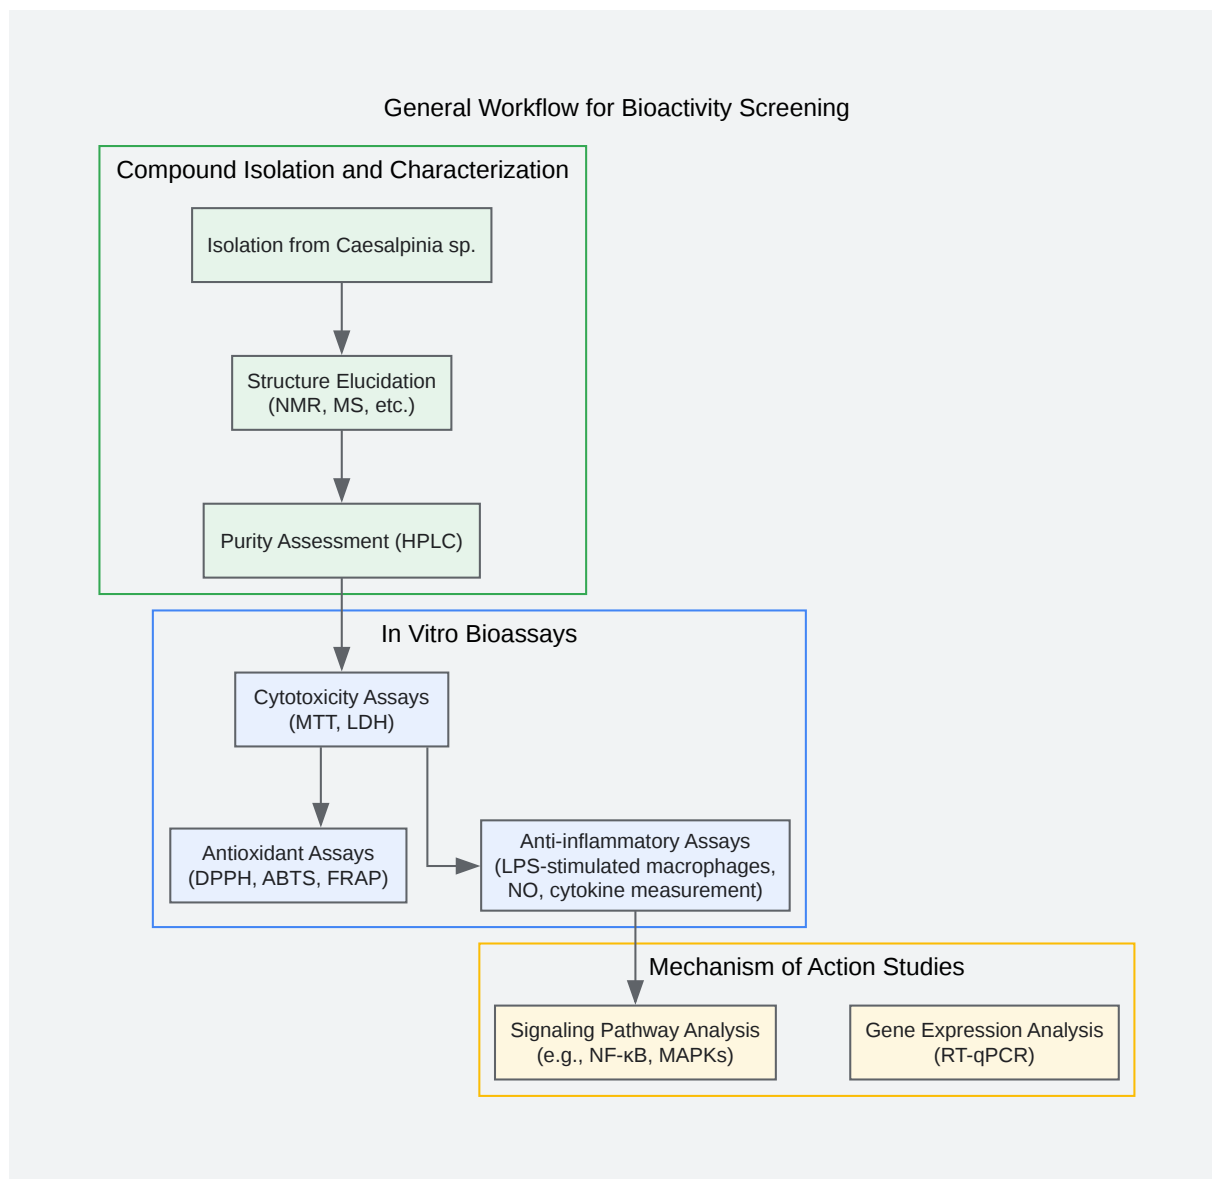 General Workflow for Bioactivity Screening
Compound Isolation and Characterization
Isolation from Caesalpinia sp.
Structure Elucidation
(NMR, MS, etc.)
Purity Assessment (HPLC)
In Vitro Bioassays
Cytotoxicity Assays
(MTT, LDH)
Antioxidant Assays
(DPPH, ABTS, FRAP)
Anti-inflammatory Assays
(LPS-stimulated macrophages,
NO, cytokine measurement)
Mechanism of Action Studies
Signaling Pathway Analysis
(e.g., NF-κB, MAPKs)
Gene Expression Analysis
(RT-qPCR)